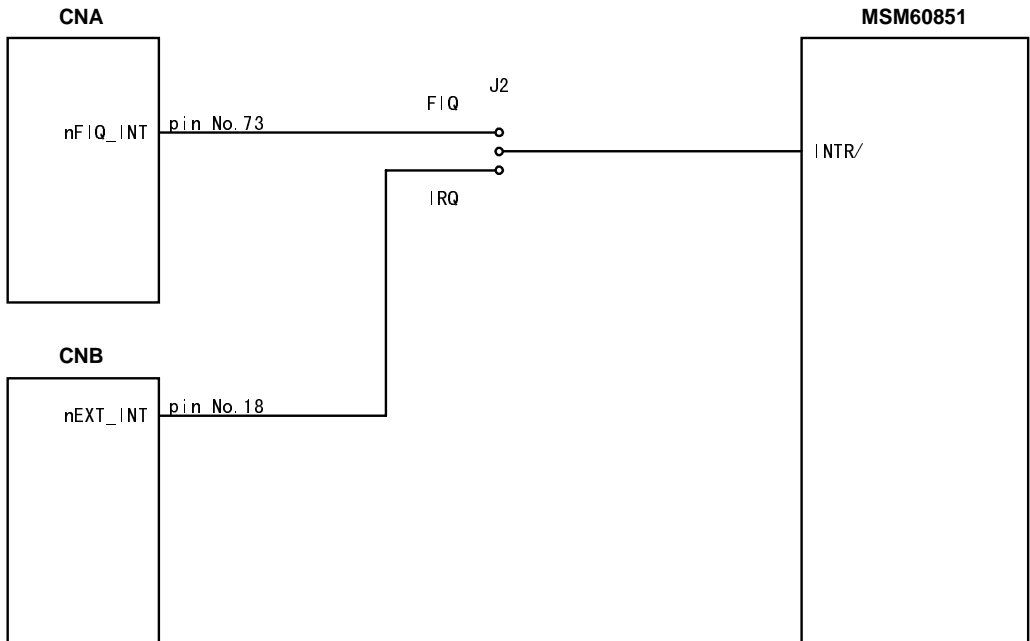 CNA
MSM60851
J2
FIQ
nFIQ_INT
pin No.73
INTR/
IRQ
CNB
nEXT_INT
pin No.18